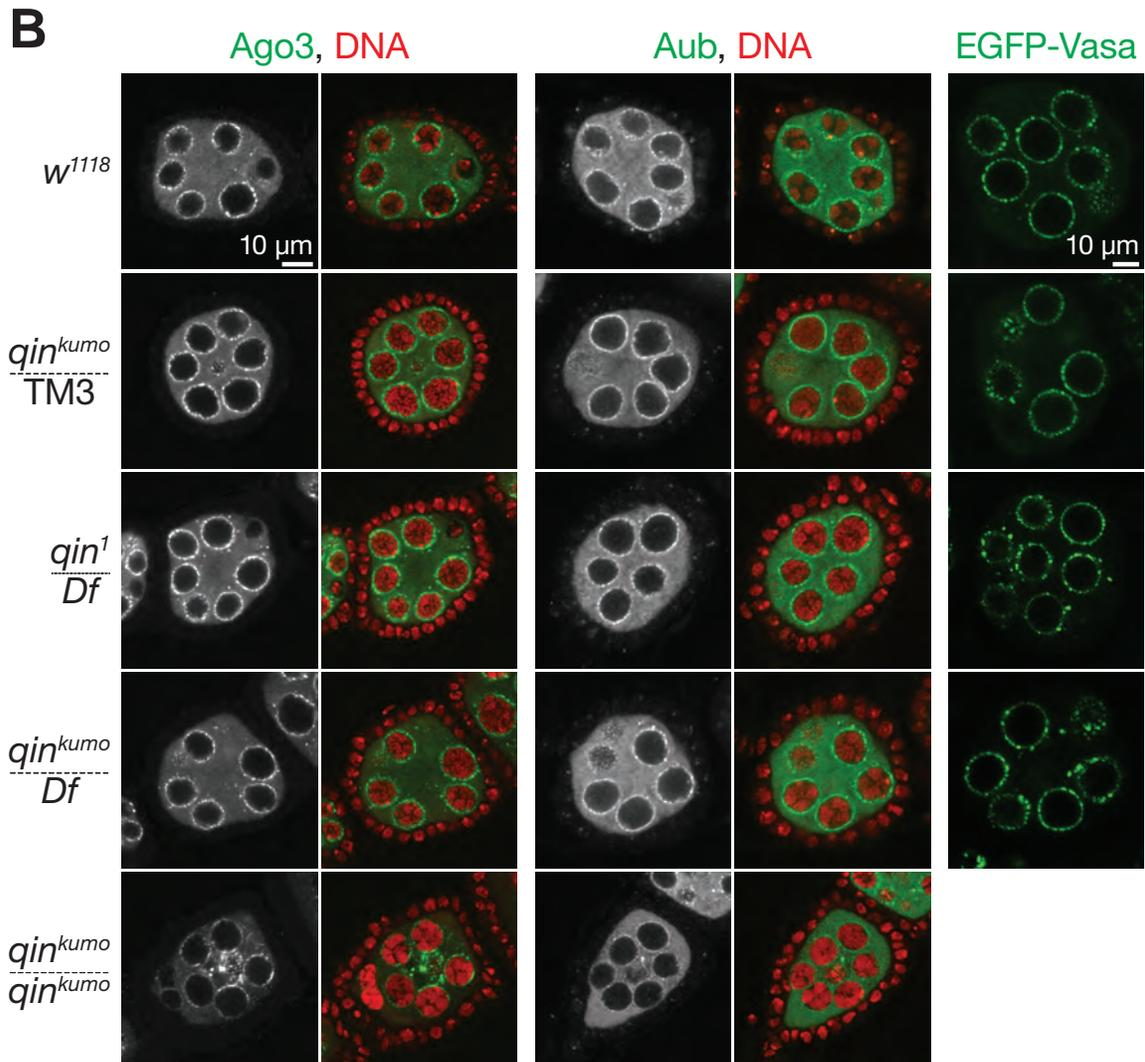 B
Ago3, DNA Aub, DNA EGFP-Vasa
w1118
10 µm 10 µm
qinkumo
TM3
qin1
Df
qinkumo
Df
qinkumo
qinkumo